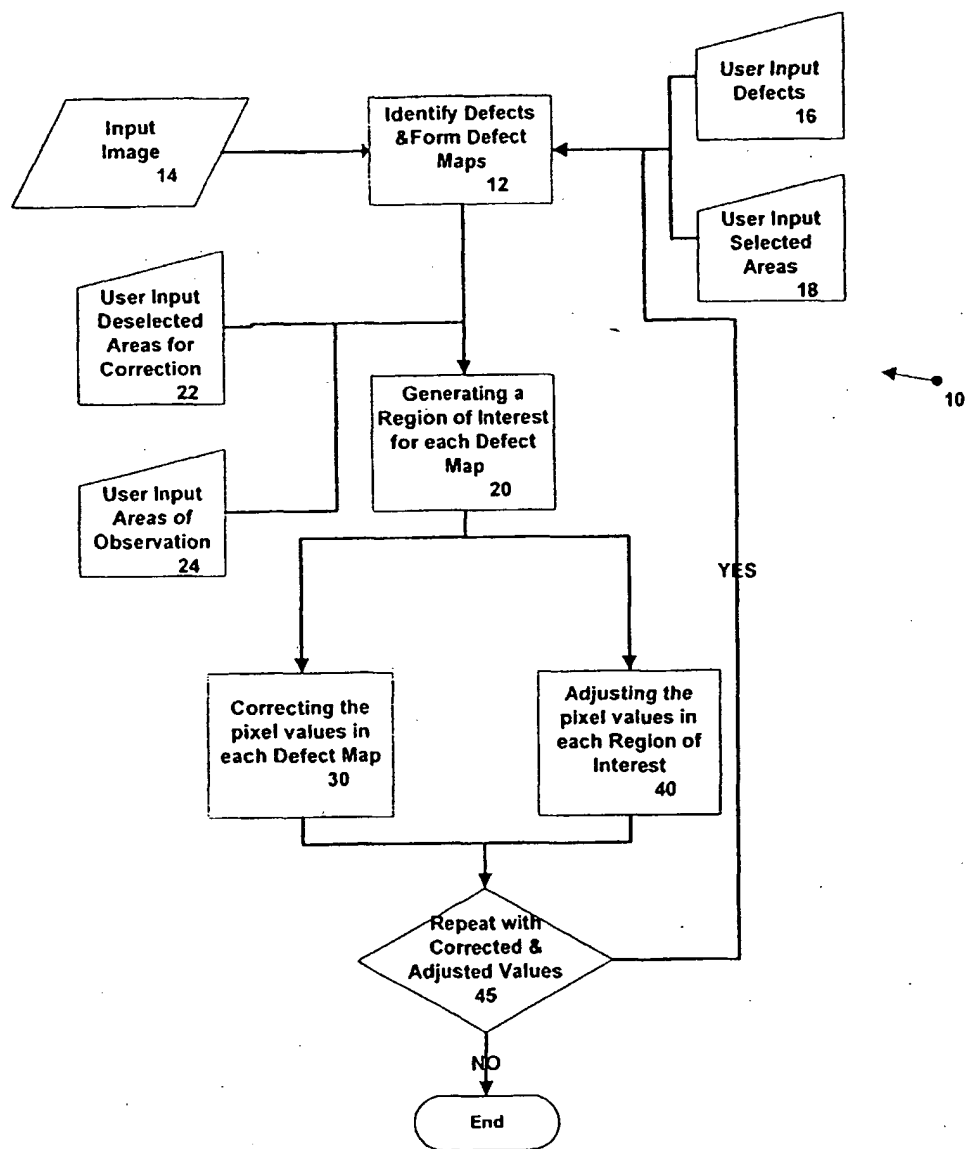 User Input
Defects
16
Input
Image
14
Identify Defects
&Form Defect
Maps
12
User Input
Selected
Areas
18
User Input
Deselected
Areas for
Correction
22
Generating a
Region of Interest
for each Defect
Map
20
10
User Input
Areas of
Observation
24
YES
Correcting the
pixel values in
each Defect Map
30
Adjusting the
pixel values in
each Region of
Interest
40
Repeat with
Corrected &
Adjusted Values
45
NO
End